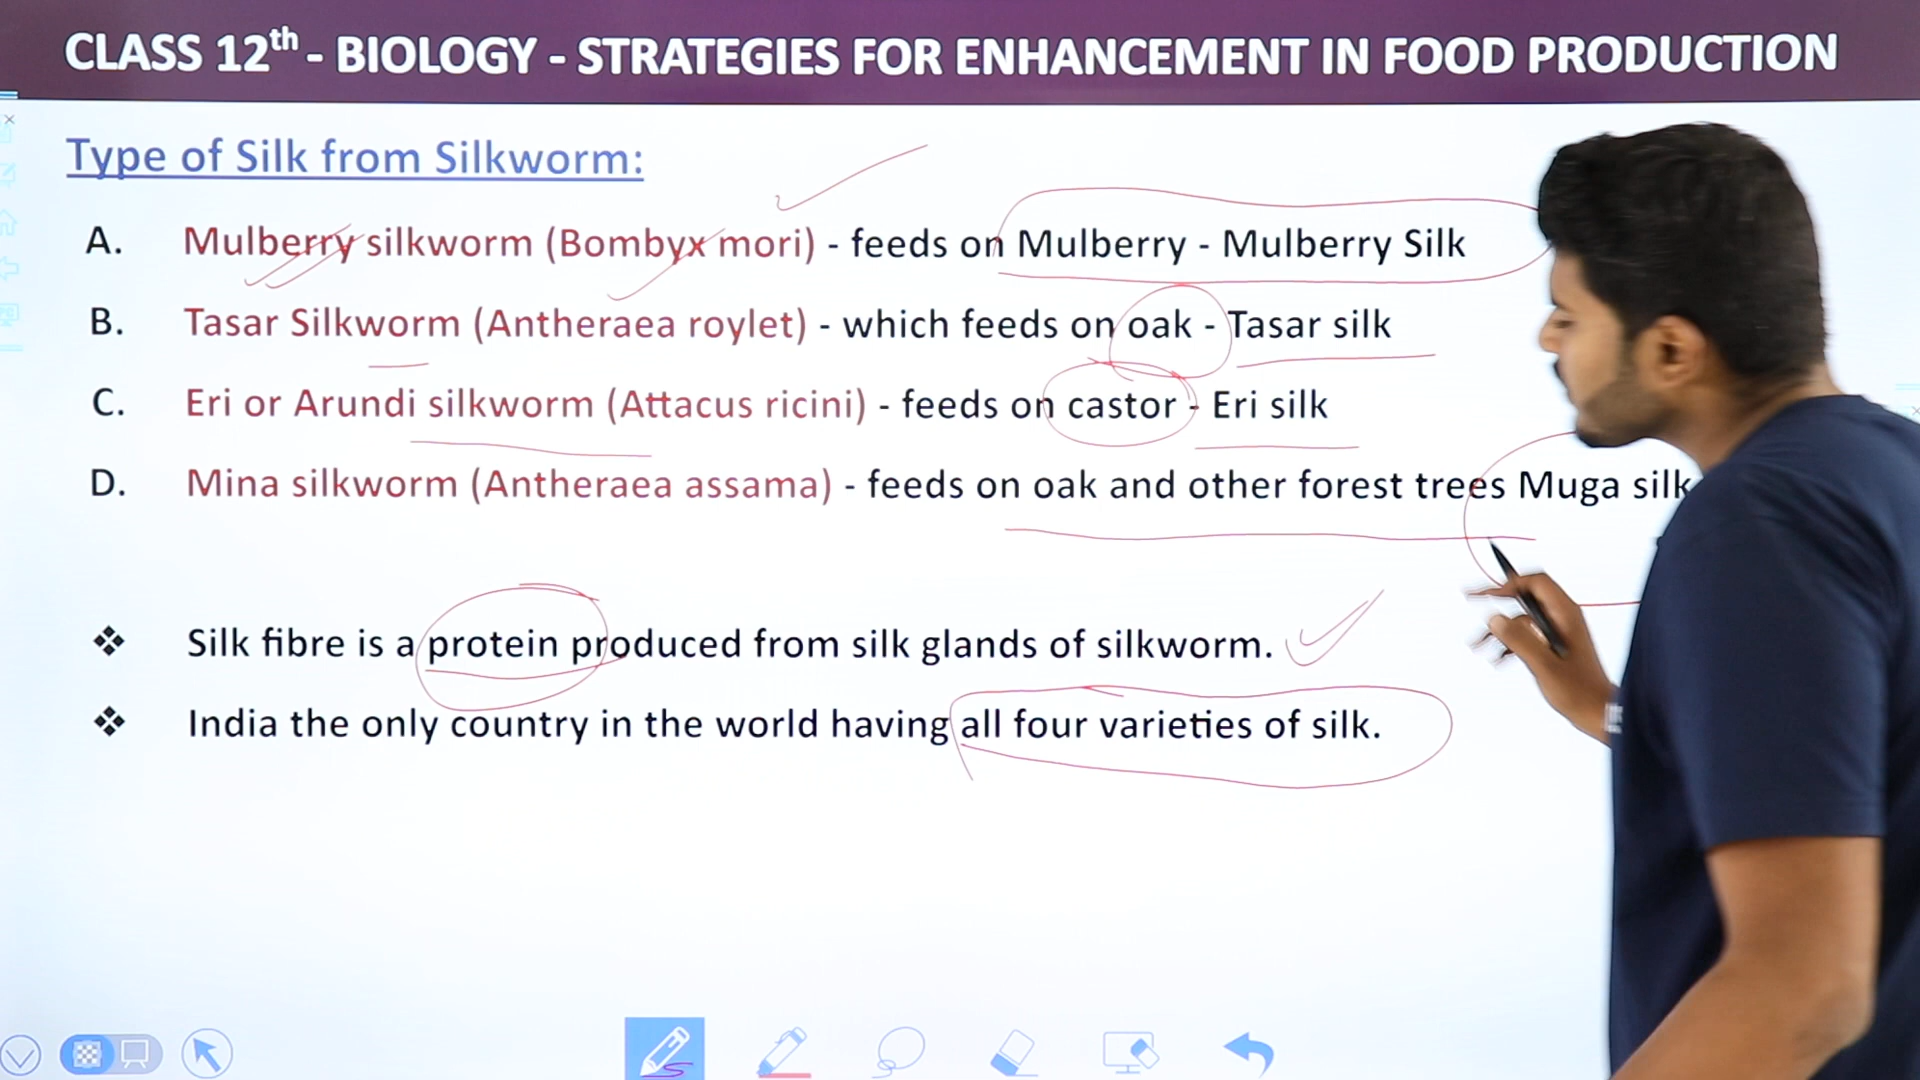 CLASS 12th - BIOLOGY - STRATEGIES FOR ENHANCEMENT IN FOOD PRODUCTION
Type of Silk from Silkworm:
A. Mulberry silkworm (Bombyx mori) - feeds on Mulberry - Mulberry Silk
B. Tasar Silkworm (Antheraea roylet) - which feeds on oak - Tasar silk
C. Eri or Arundi silkworm (Attacus ricini) - feeds on castor - Eri silk
D. Mina silkworm (Antheraea assama) - feeds on oak and other forest trees Muga silk
❖ Silk fibre is a protein produced from silk glands of silkworm.
❖ India the only country in the world having all four varieties of silk.